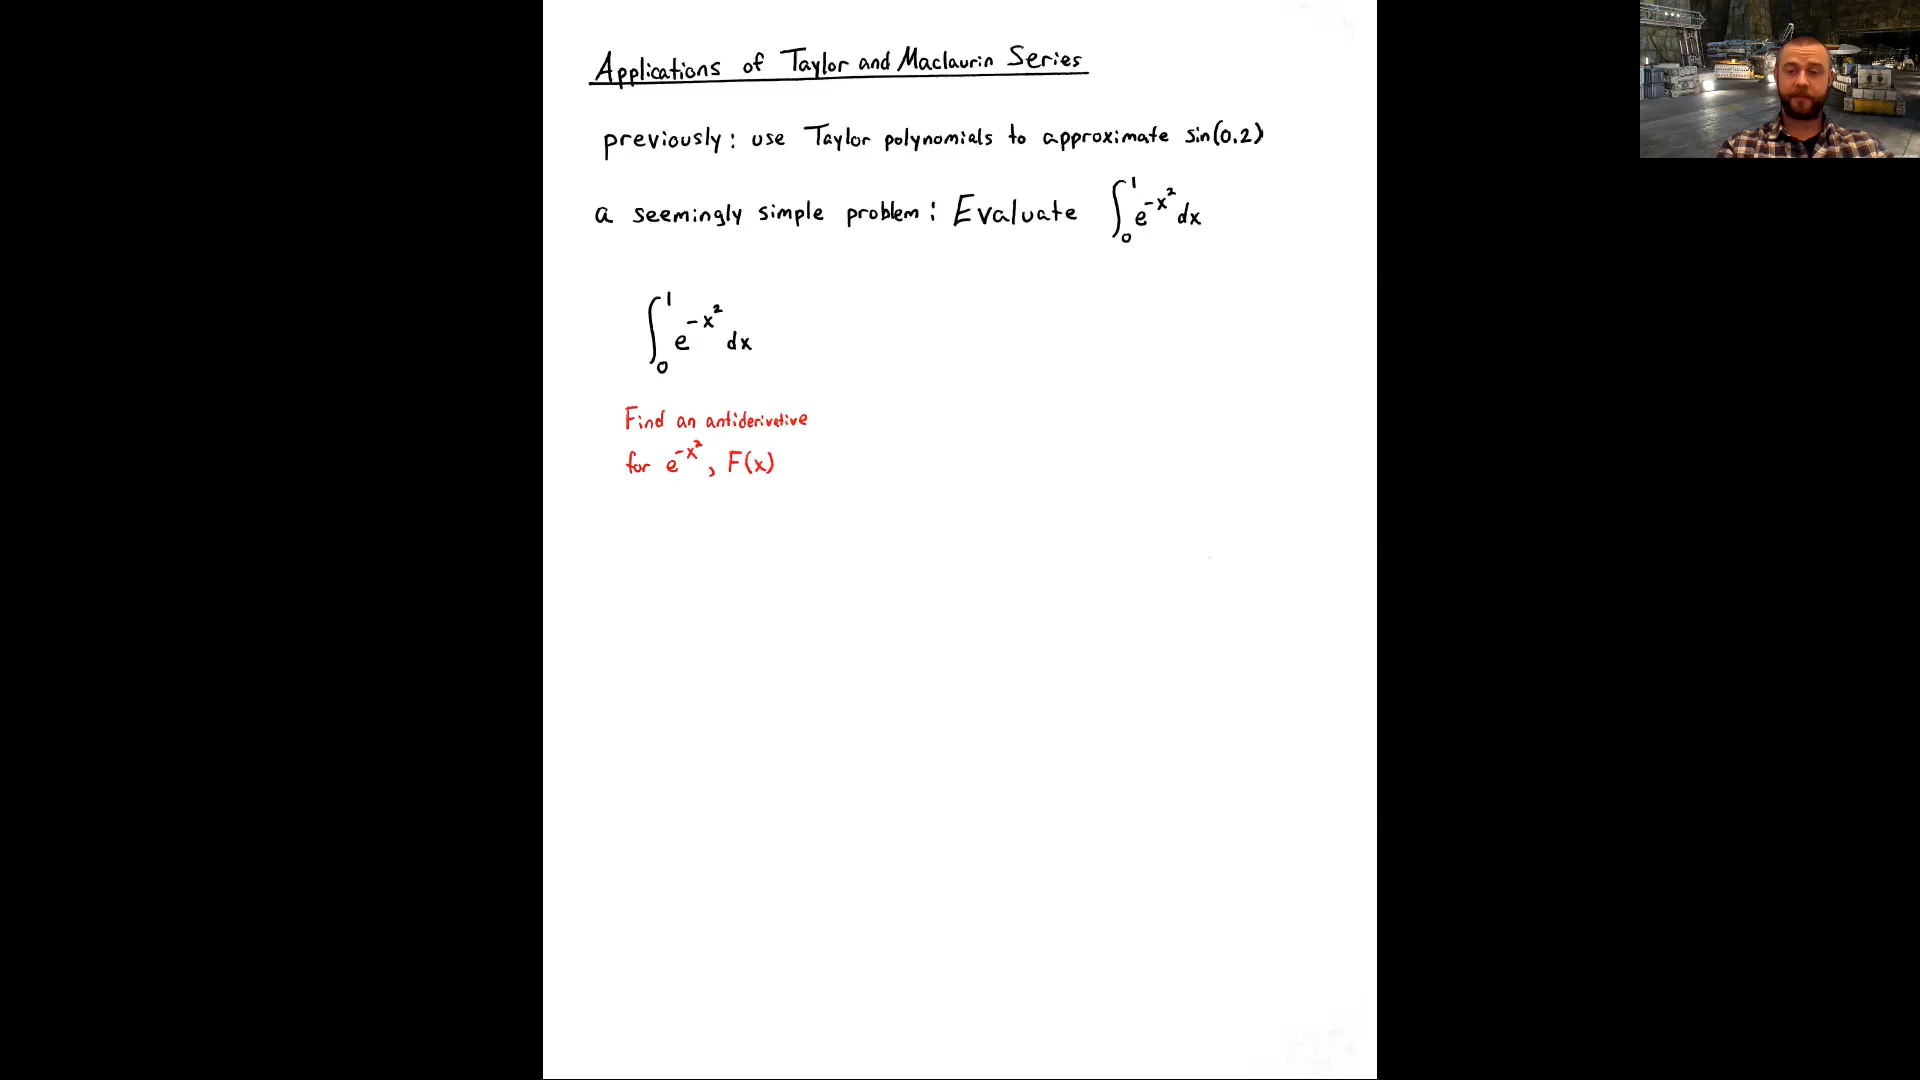 Applications of Taylor and Maclaurin Series
previously: use Taylor polynomials to approximate sin(0.2)
a seemingly simple problem: Evaluate ∫₀¹ e^(-x²) dx
∫₀¹ e^(-x²) dx
Find an antiderivative
for e^(-x²), F(x)